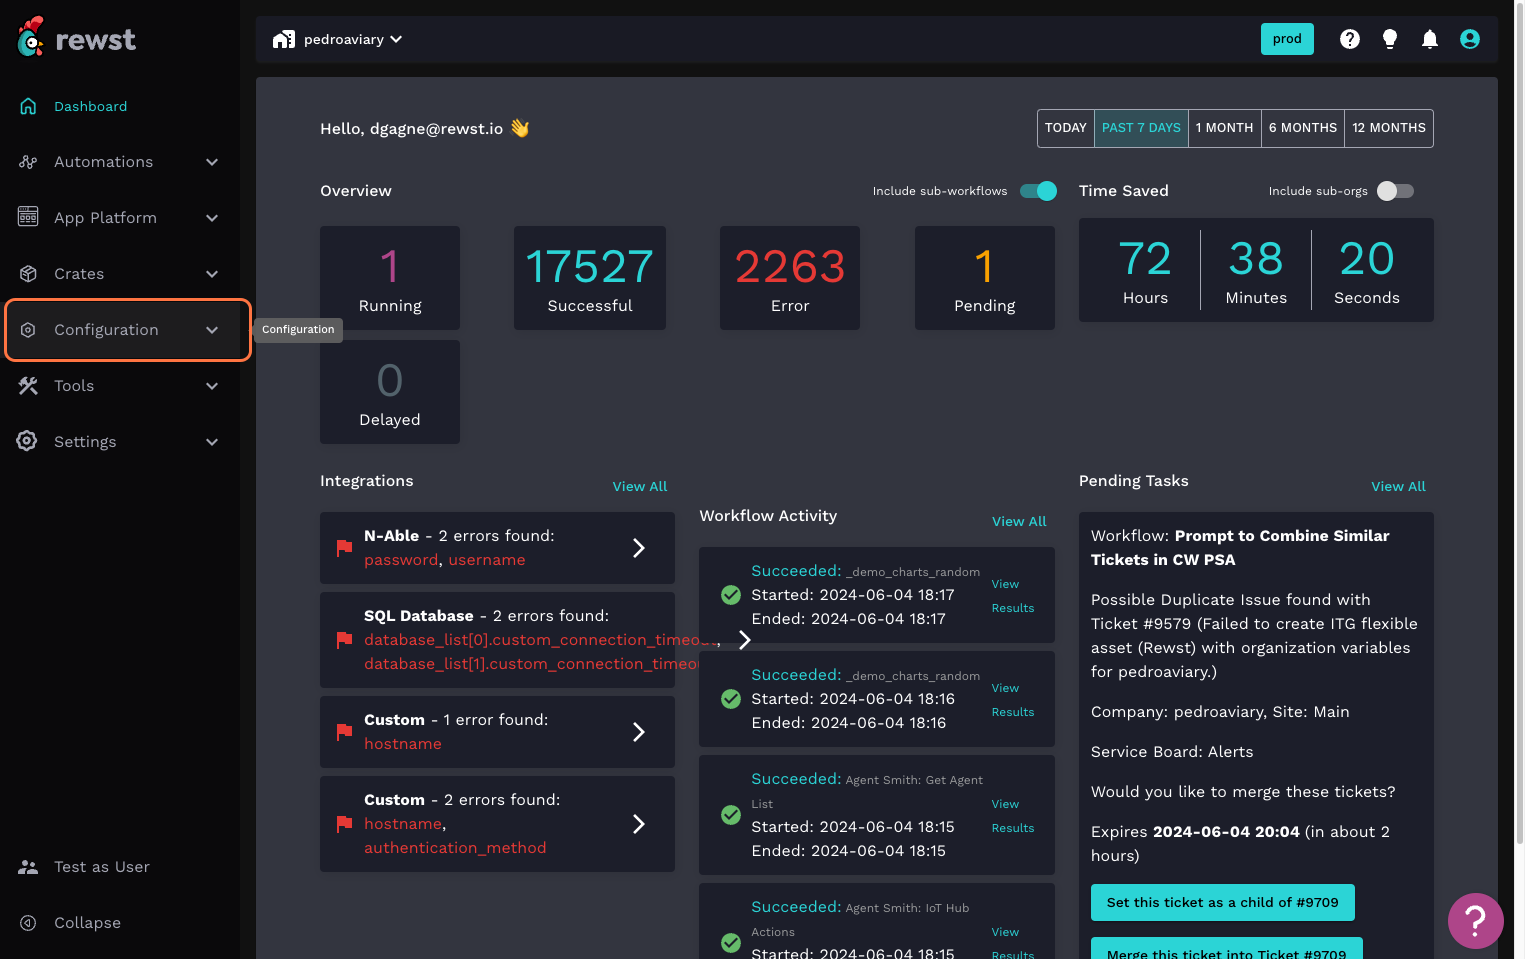 rewst
Dashboard
Automations
App Platform
Crates
Configuration
Configuration
Tools
Settings
Test as User
Collapse
pedroaviary
prod
Hello, dgagne@rewst.io 👋
TODAY
PAST 7 DAYS
1 MONTH
6 MONTHS
12 MONTHS
Overview
Include sub-workflows
1
Running
17527
Successful
2263
Error
1
Pending
0
Delayed
Time Saved
Include sub-orgs
72
Hours
38
Minutes
20
Seconds
Integrations
View All
N-Able - 2 errors found:
password, username
SQL Database - 2 errors found:
database_list[0].custom_connection_timeout,
database_list[1].custom_connection_timeou
Custom - 1 error found:
hostname
Custom - 2 errors found:
hostname,
authentication_method
Workflow Activity
View All
Succeeded: _demo_charts_random
Started: 2024-06-04 18:17
Ended: 2024-06-04 18:17
View
Results
Succeeded: _demo_charts_random
Started: 2024-06-04 18:16
Ended: 2024-06-04 18:16
View
Results
Succeeded: Agent Smith: Get Agent
List
Started: 2024-06-04 18:15
Ended: 2024-06-04 18:15
View
Results
Succeeded: Agent Smith: IoT Hub
Actions
Started: 2024-06-04 18:15
View
Results
Pending Tasks
View All
Workflow: Prompt to Combine Similar
Tickets in CW PSA
Possible Duplicate Issue found with
Ticket #9579 (Failed to create ITG flexible
asset (Rewst) with organization variables
for pedroaviary.)
Company: pedroaviary, Site: Main
Service Board: Alerts
Would you like to merge these tickets?
Expires 2024-06-04 20:04 (in about 2
hours)
Set this ticket as a child of #9709
Merge this ticket into Ticket #9709
?